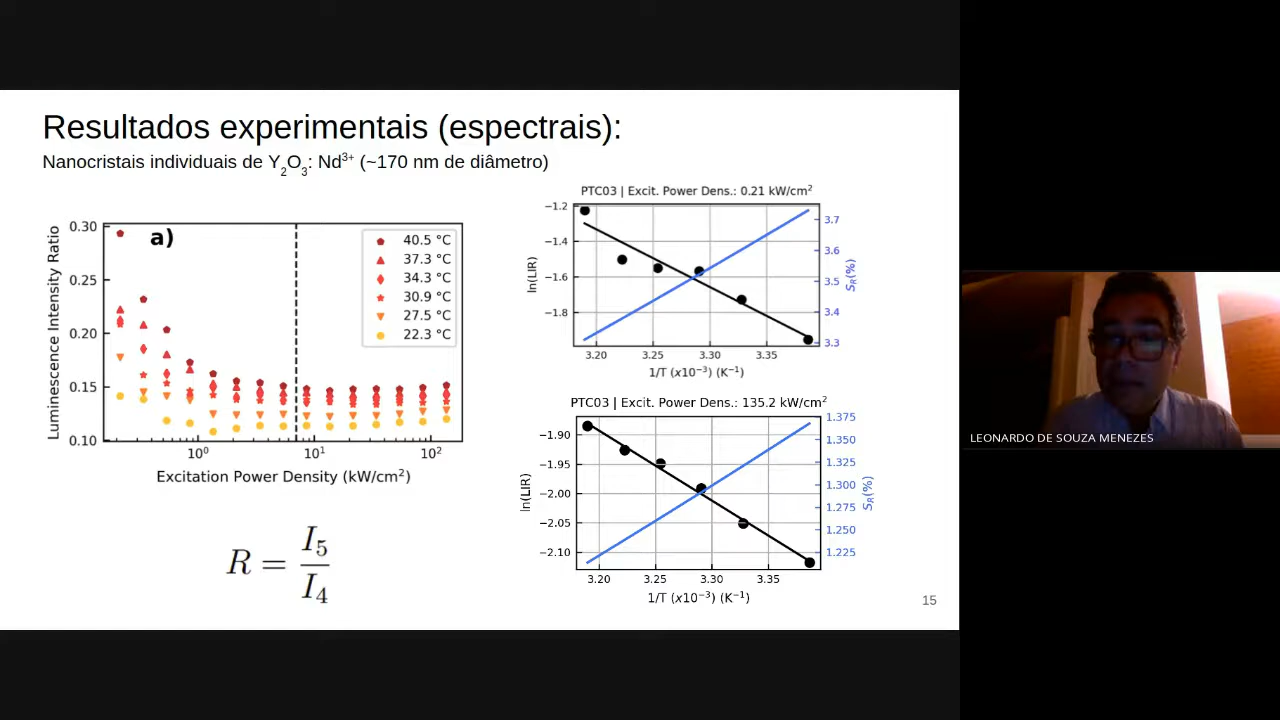 Resultados experimentais (espectrais):
Nanocristais individuais de Y2O3: Nd3+ (~170 nm de diâmetro)
a)
Luminescence Intensity Ratio
0.30
0.25
0.20
0.15
0.10
40.5 °C
37.3 °C
34.3 °C
30.9 °C
27.5 °C
22.3 °C
10⁰
10¹
10²
Excitation Power Density (kW/cm²)
R = I5/I4
PTC03 | Excit. Power Dens.: 0.21 kW/cm²
ln(LIR)
−1.2
−1.4
−1.6
−1.8
3.7
3.6
3.5
3.4
3.3
SR(%)
3.20 3.25 3.30 3.35
1/T (x10⁻³) (K⁻¹)
PTC03 | Excit. Power Dens.: 135.2 kW/cm²
ln(LIR)
−1.90
−1.95
−2.00
−2.05
−2.10
1.375
1.350
1.325
1.300
1.275
1.250
1.225
SR(%)
3.20 3.25 3.30 3.35
1/T (x10⁻³) (K⁻¹)
15
LEONARDO DE SOUZA MENEZES